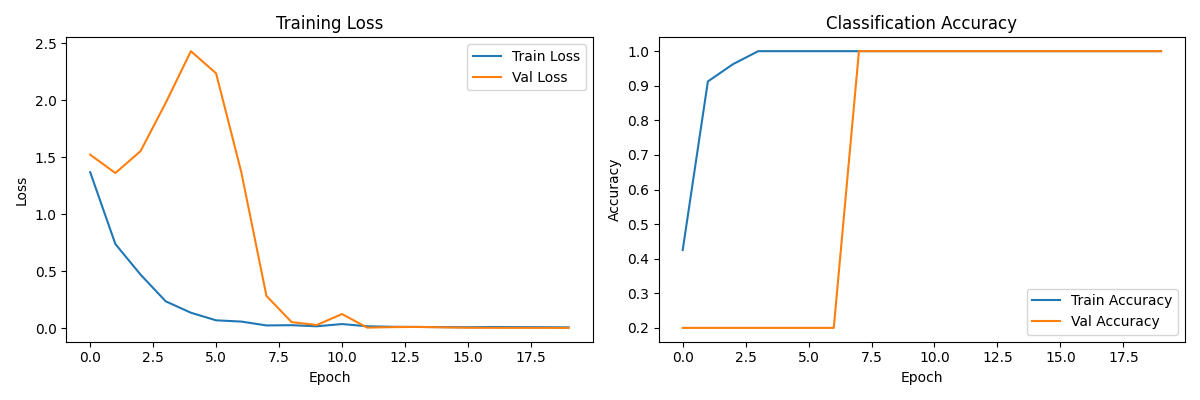 Training Loss
Loss
2.5
2.0
1.5
1.0
0.5
0.0
Train Loss
Val Loss
0.0 2.5 5.0 7.5 10.0 12.5 15.0 17.5
Epoch
Classification Accuracy
Accuracy
1.0
0.9
0.8
0.7
0.6
0.5
0.4
0.3
0.2
Train Accuracy
Val Accuracy
0.0 2.5 5.0 7.5 10.0 12.5 15.0 17.5
Epoch